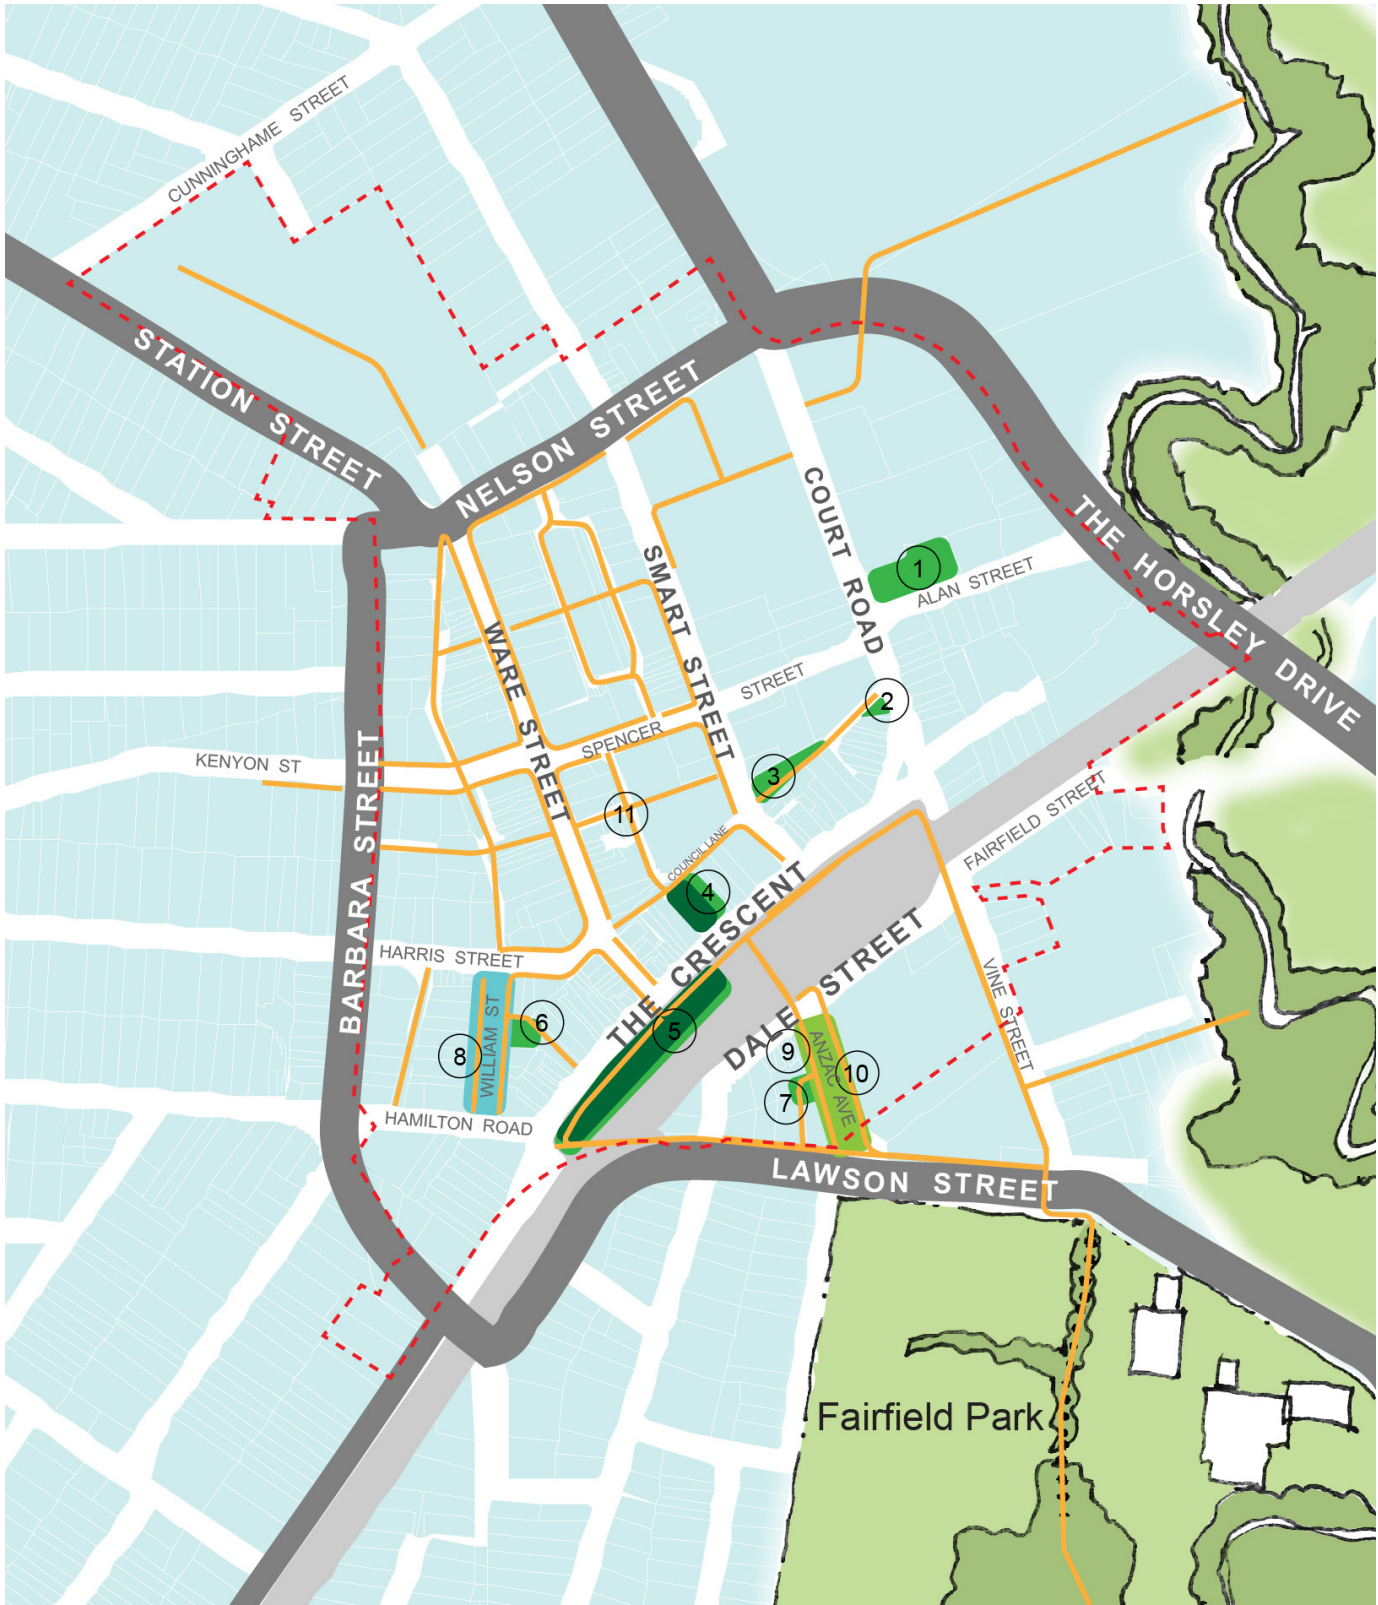 CUNNINGHAME STREET
STATION STREET
NELSON STREET
COURT ROAD
THE HORSLEY DRIVE
1
ALAN STREET
SMART STREET
WARE STREET
2
STREET
SPENCER
KENYON ST
3
BARBARA STREET
11
COUNCIL LANE
4
FAIRFIELD STREET
THE CRESCENT
HARRIS STREET
DALE STREET
VINE STREET
5
6
WILLIAM ST
8
9
ANZAC AVE
10
7
HAMILTON ROAD
LAWSON STREET
Fairfield Park